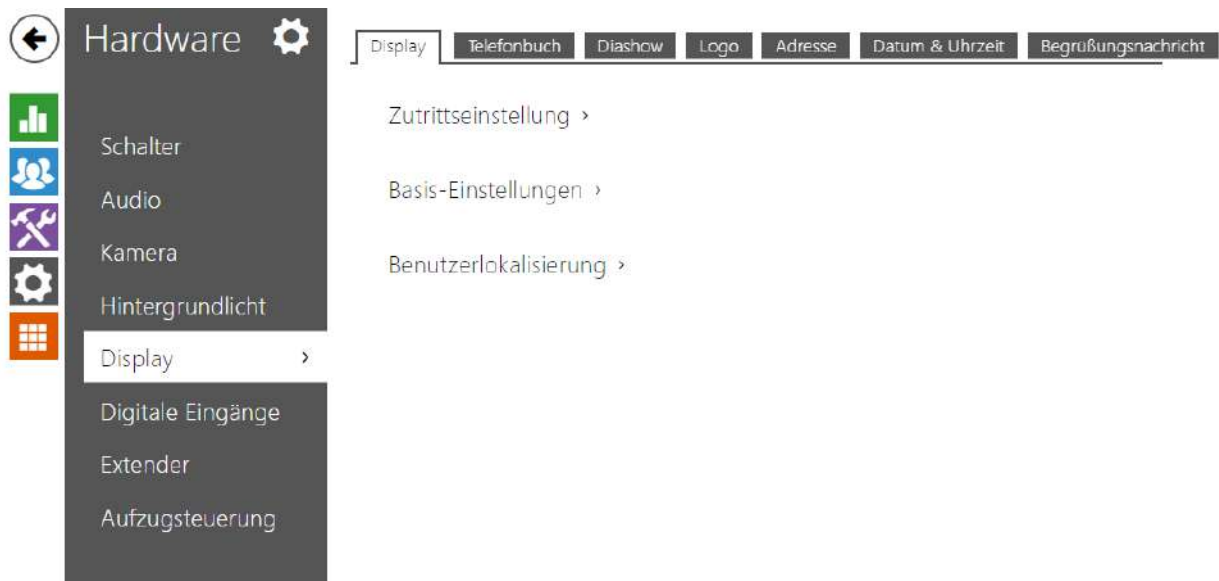 Hardware
Display Telefonbuch Diashow Logo Adresse Datum & Uhrzeit Begrüßungsnachricht
Schalter
Audio
Kamera
Hintergrundlicht
Display
Digitale Eingänge
Extender
Aufzugsteuerung
Zutrittseinstellung
Basis-Einstellungen
Benutzerlokalisierung